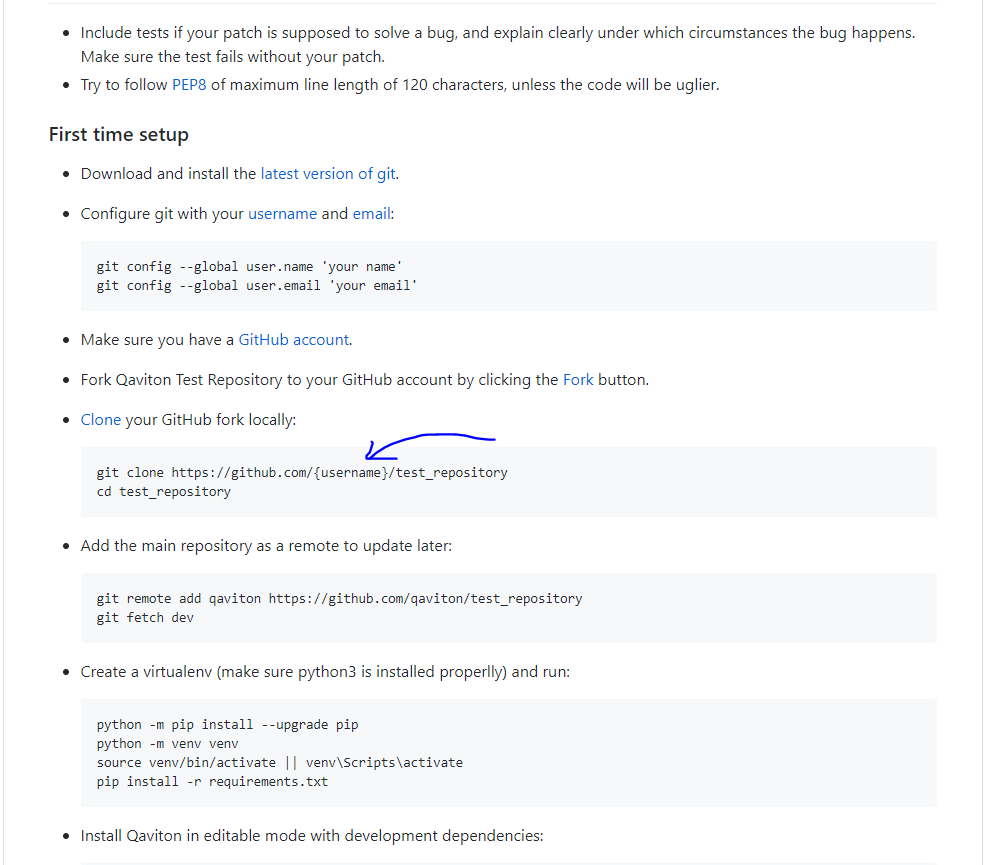 Include tests if your patch is supposed to solve a bug, and explain clearly under which circumstances the bug happens.
Make sure the test fails without your patch.
Try to follow PEP8 of maximum line length of 120 characters, unless the code will be uglier.
First time setup
Download and install the latest version of git.
Configure git with your username and email:
git config --global user.name 'your name'
git config --global user.email 'your email'
Make sure you have a GitHub account.
Fork Qaviton Test Repository to your GitHub account by clicking the Fork button.
Clone your GitHub fork locally:
git clone https://github.com/{username}/test_repository
cd test_repository
Add the main repository as a remote to update later:
git remote add qaviton https://github.com/qaviton/test_repository
git fetch dev
Create a virtualenv (make sure python3 is installed properlly) and run:
python -m pip install --upgrade pip
python -m venv venv
source venv/bin/activate || venv\Scripts\activate
pip install -r requirements.txt
Install Qaviton in editable mode with development dependencies: